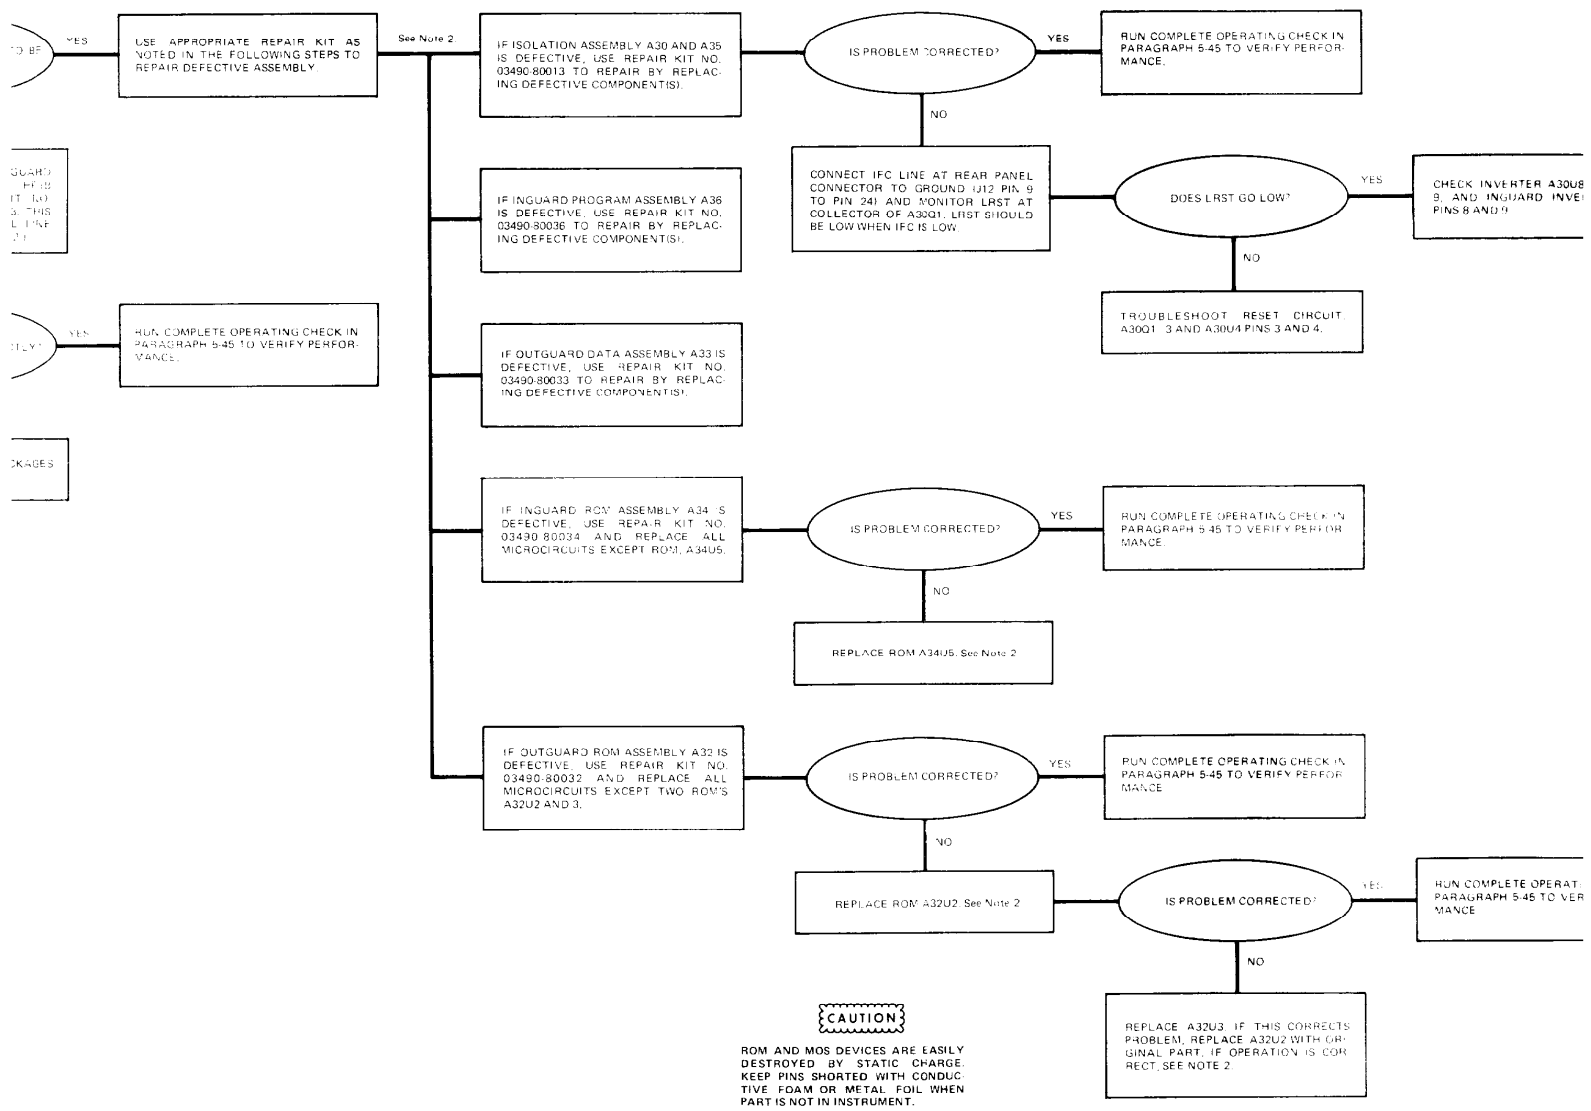 TO BE
YES
USE APPROPRIATE REPAIR KIT AS
NOTED IN THE FOLLOWING STEPS TO
REPAIR DEFECTIVE ASSEMBLY.
See Note 2.
IF ISOLATION ASSEMBLY A30 AND A35
IS DEFECTIVE, USE REPAIR KIT NO.
03490-80013 TO REPAIR BY REPLAC-
ING DEFECTIVE COMPONENT(S).
IS PROBLEM CORRECTED?
YES
RUN COMPLETE OPERATING CHECK IN
PARAGRAPH 5-45 TO VERIFY PERFOR-
MANCE.
NO
GUARD
IT NO.
THIS
LINE
IF INGUARD PROGRAM ASSEMBLY A36
IS DEFECTIVE, USE REPAIR KIT NO.
03490-80036 TO REPAIR BY REPLAC-
ING DEFECTIVE COMPONENT(S).
CONNECT IFC LINE AT REAR PANEL
CONNECTOR TO GROUND (J12 PIN 9
TO PIN 24) AND MONITOR LRST AT
COLLECTOR OF A30Q1. LRST SHOULD
BE LOW WHEN IFC IS LOW.
DOES LRST GO LOW?
YES
CHECK INVERTER A30U8
9, AND INGUARD INVE
PINS 8 AND 9
NO
TROUBLESHOOT RESET CIRCUIT,
A30Q1 3 AND A30U4 PINS 3 AND 4.
CTLY?
YES
RUN COMPLETE OPERATING CHECK IN
PARAGRAPH 5-45 TO VERIFY PERFOR-
MANCE.
IF OUTGUARD DATA ASSEMBLY A33 IS
DEFECTIVE, USE REPAIR KIT NO.
03490-80033 TO REPAIR BY REPLAC-
ING DEFECTIVE COMPONENT(S).
CKAGES
IF INGUARD ROM ASSEMBLY A34 IS
DEFECTIVE, USE REPAIR KIT NO.
03490-80034 AND REPLACE ALL
MICROCIRCUITS EXCEPT ROM, A34U5.
IS PROBLEM CORRECTED?
YES
RUN COMPLETE OPERATING CHECK IN
PARAGRAPH 5-45 TO VERIFY PERFOR
MANCE.
NO
REPLACE ROM A34U5. See Note 2
IF OUTGUARD ROM ASSEMBLY A32 IS
DEFECTIVE, USE REPAIR KIT NO.
03490-80032 AND REPLACE ALL
MICROCIRCUITS EXCEPT TWO ROM'S
A32U2 AND 3.
IS PROBLEM CORRECTED?
YES
RUN COMPLETE OPERATING CHECK IN
PARAGRAPH 5-45 TO VERIFY PERFOR
MANCE
NO
REPLACE ROM A32U2. See Note 2
IS PROBLEM CORRECTED?
YES
RUN COMPLETE OPERAT
PARAGRAPH 5-45 TO VER
MANCE
NO
REPLACE A32U3. IF THIS CORRECTS
PROBLEM, REPLACE A32U2 WITH ORI
GINAL PART. IF OPERATION IS COR
RECT, SEE NOTE 2.
CAUTION
ROM AND MOS DEVICES ARE EASILY
DESTROYED BY STATIC CHARGE.
KEEP PINS SHORTED WITH CONDUC-
TIVE FOAM OR METAL FOIL WHEN
PART IS NOT IN INSTRUMENT.